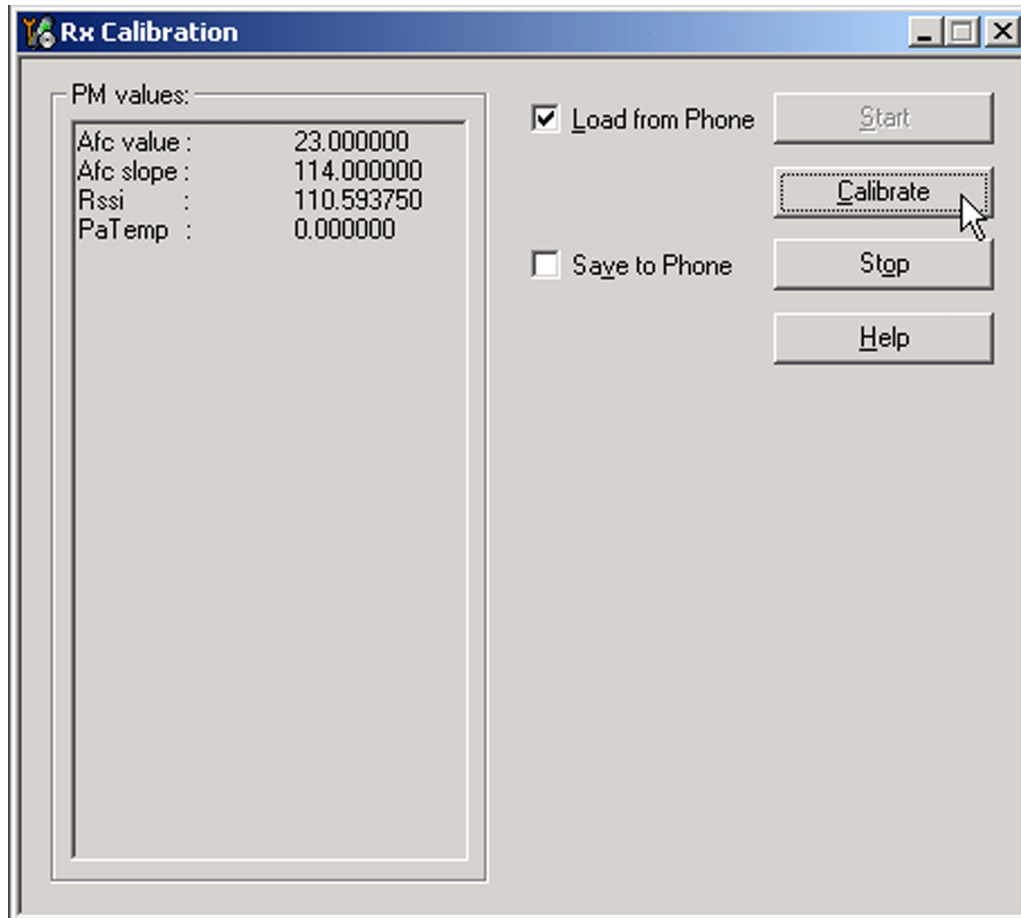 Rx Calibration
PM values:
Afc value : 23.000000
Afc slope : 114.000000
Rssi : 110.593750
PaTemp : 0.000000
Load from Phone
Start
Calibrate
Save to Phone
Stop
Help